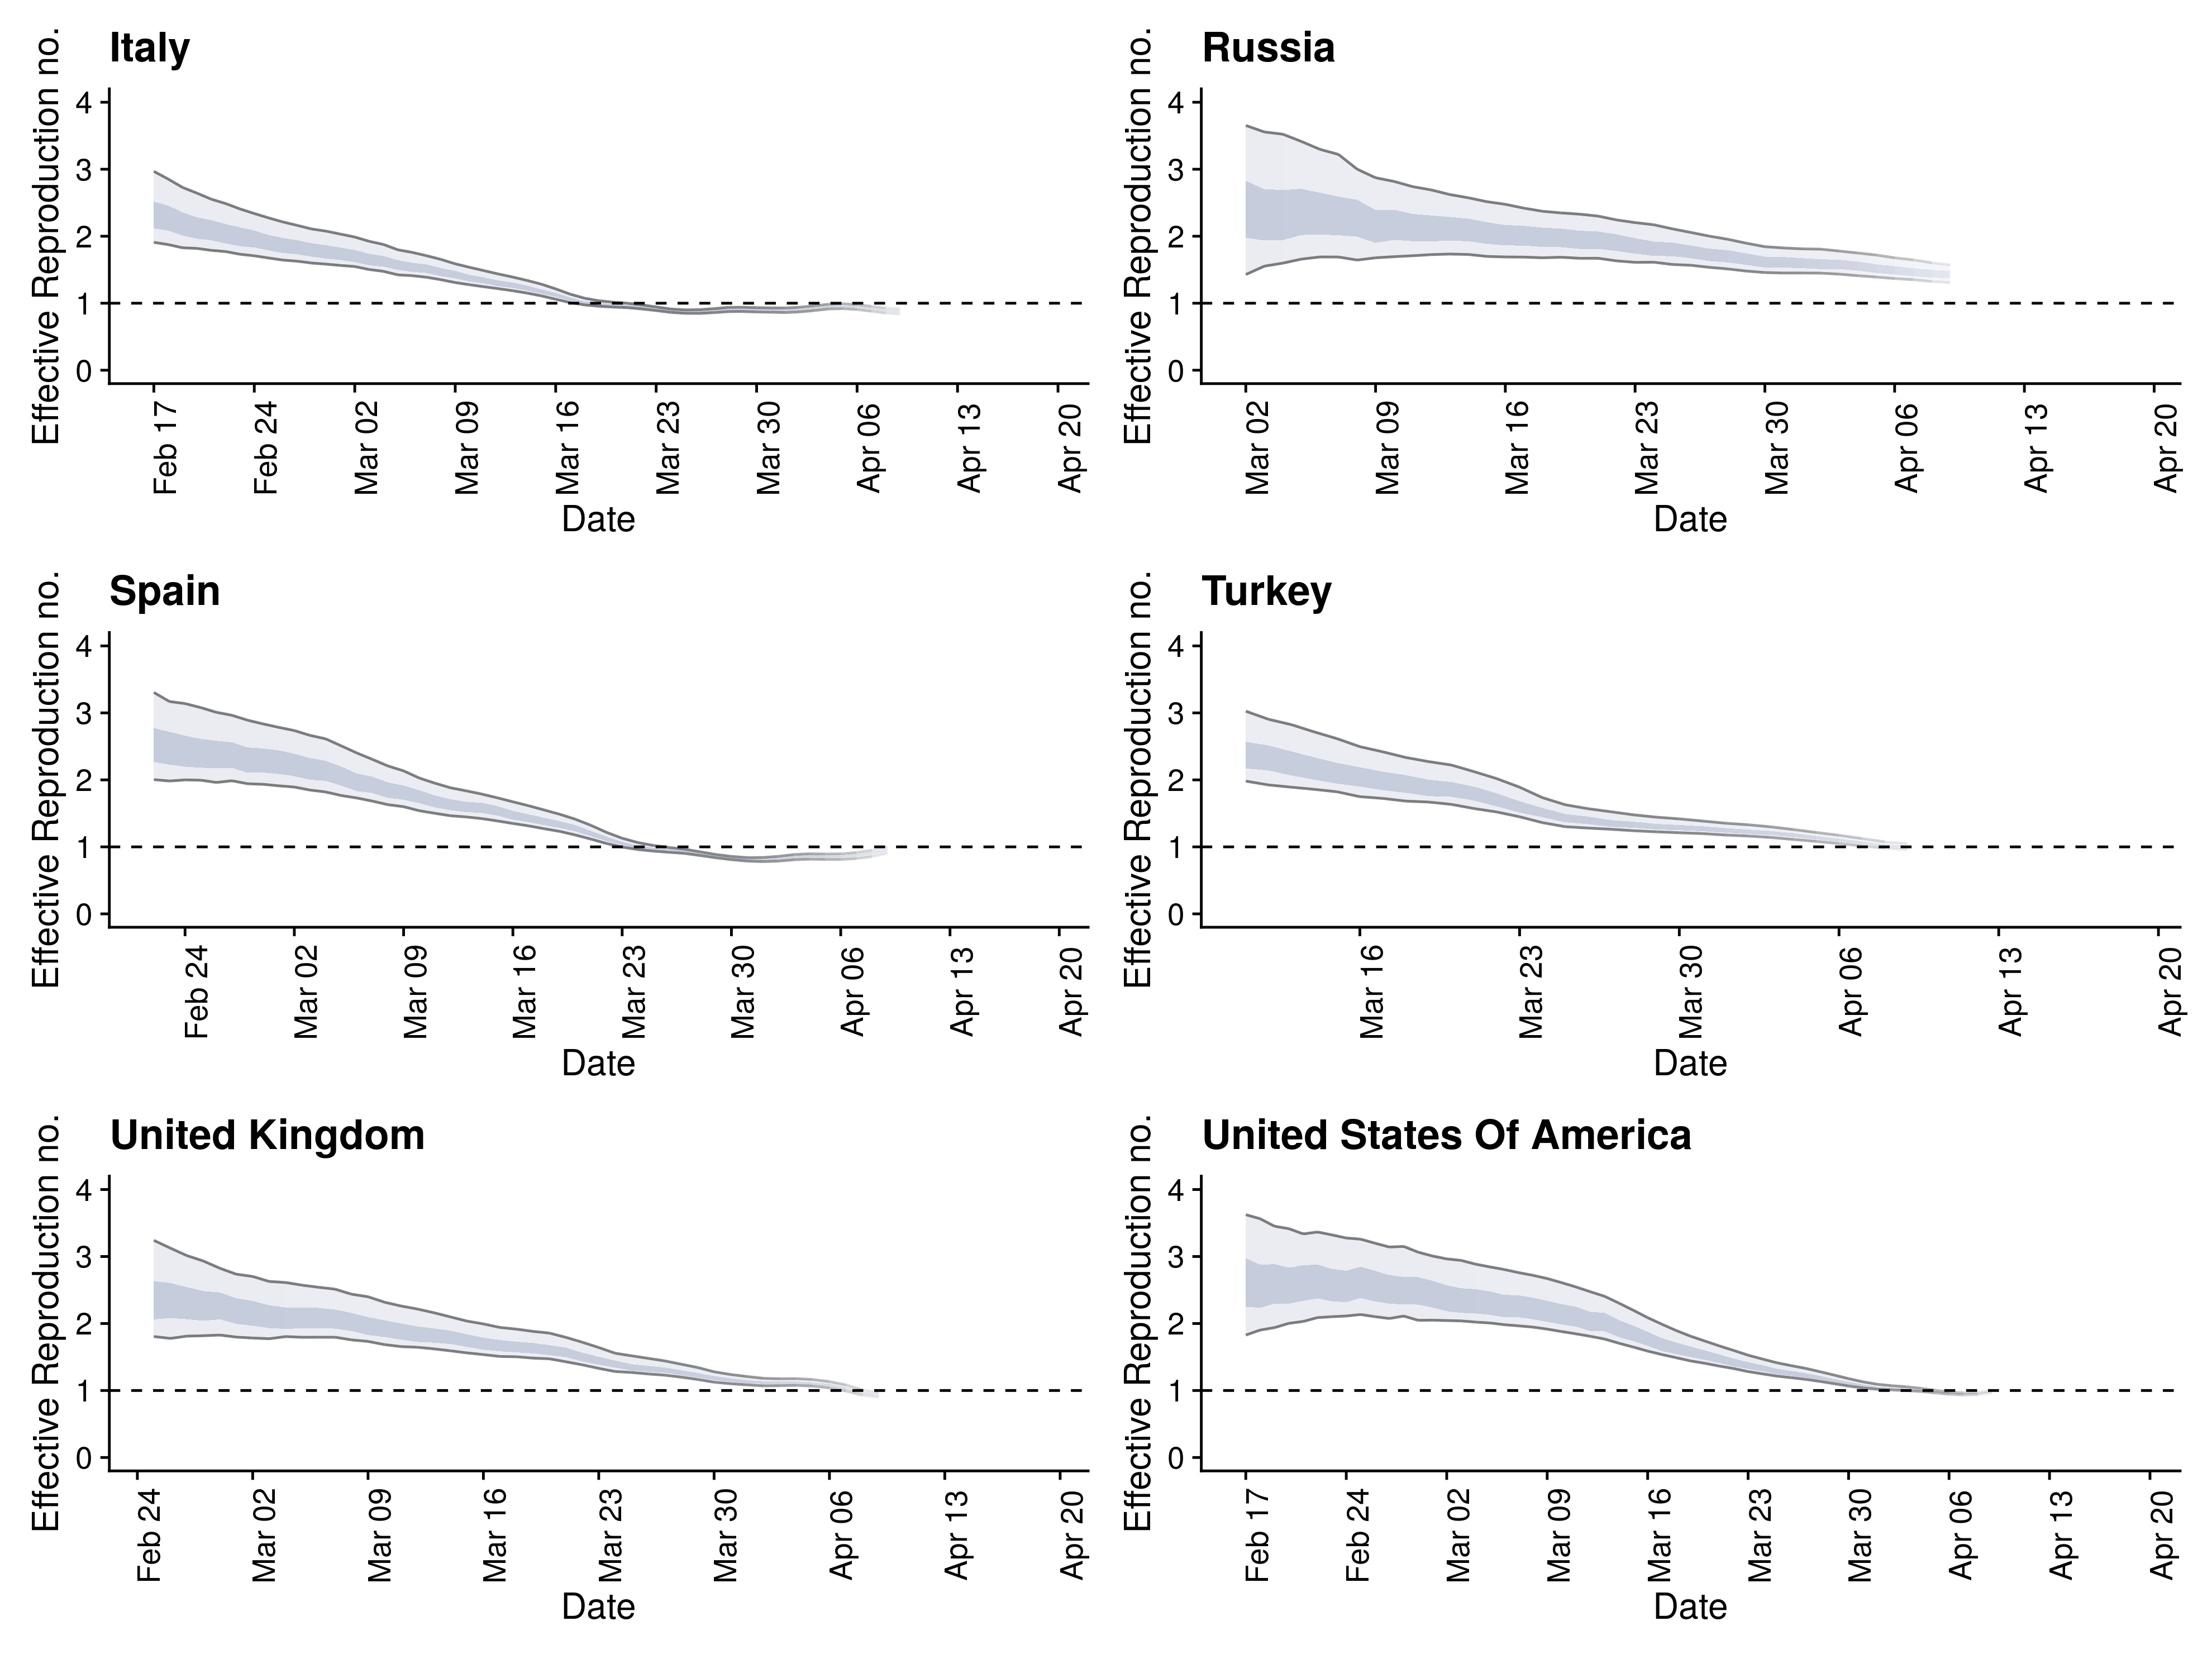 Italy
Effective Reproduction no.
4
3
2
1
0
Feb 17
Feb 24
Mar 02
Mar 09
Mar 16
Mar 23
Mar 30
Apr 06
Apr 13
Apr 20
Date
Russia
Effective Reproduction no.
4
3
2
1
0
Mar 02
Mar 09
Mar 16
Mar 23
Mar 30
Apr 06
Apr 13
Apr 20
Date
Spain
Effective Reproduction no.
4
3
2
1
0
Feb 24
Mar 02
Mar 09
Mar 16
Mar 23
Mar 30
Apr 06
Apr 13
Apr 20
Date
Turkey
Effective Reproduction no.
4
3
2
1
0
Mar 16
Mar 23
Mar 30
Apr 06
Apr 13
Apr 20
Date
United Kingdom
Effective Reproduction no.
4
3
2
1
0
Feb 24
Mar 02
Mar 09
Mar 16
Mar 23
Mar 30
Apr 06
Apr 13
Apr 20
Date
United States Of America
Effective Reproduction no.
4
3
2
1
0
Feb 17
Feb 24
Mar 02
Mar 09
Mar 16
Mar 23
Mar 30
Apr 06
Apr 13
Apr 20
Date